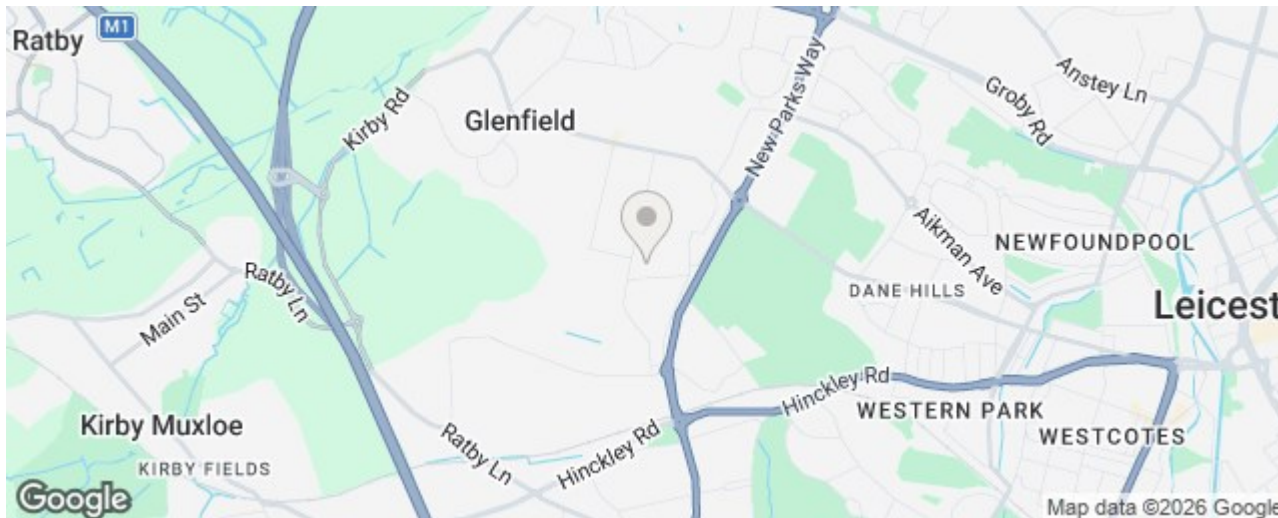 M1
Ratby
Kirby Rd
Glenfield
New Parks Way
Anstey Ln
Groby Rd
Aikman Ave
NEWFOUNDPOOL
DANE HILLS
Leicest
Ratby Ln
Main St
Hinckley Rd
WESTERN PARK
WESTCOTES
Kirby Muxloe
KIRBY FIELDS
Ratby Ln
Hinckley Rd
Google
Map data ©2026 Google